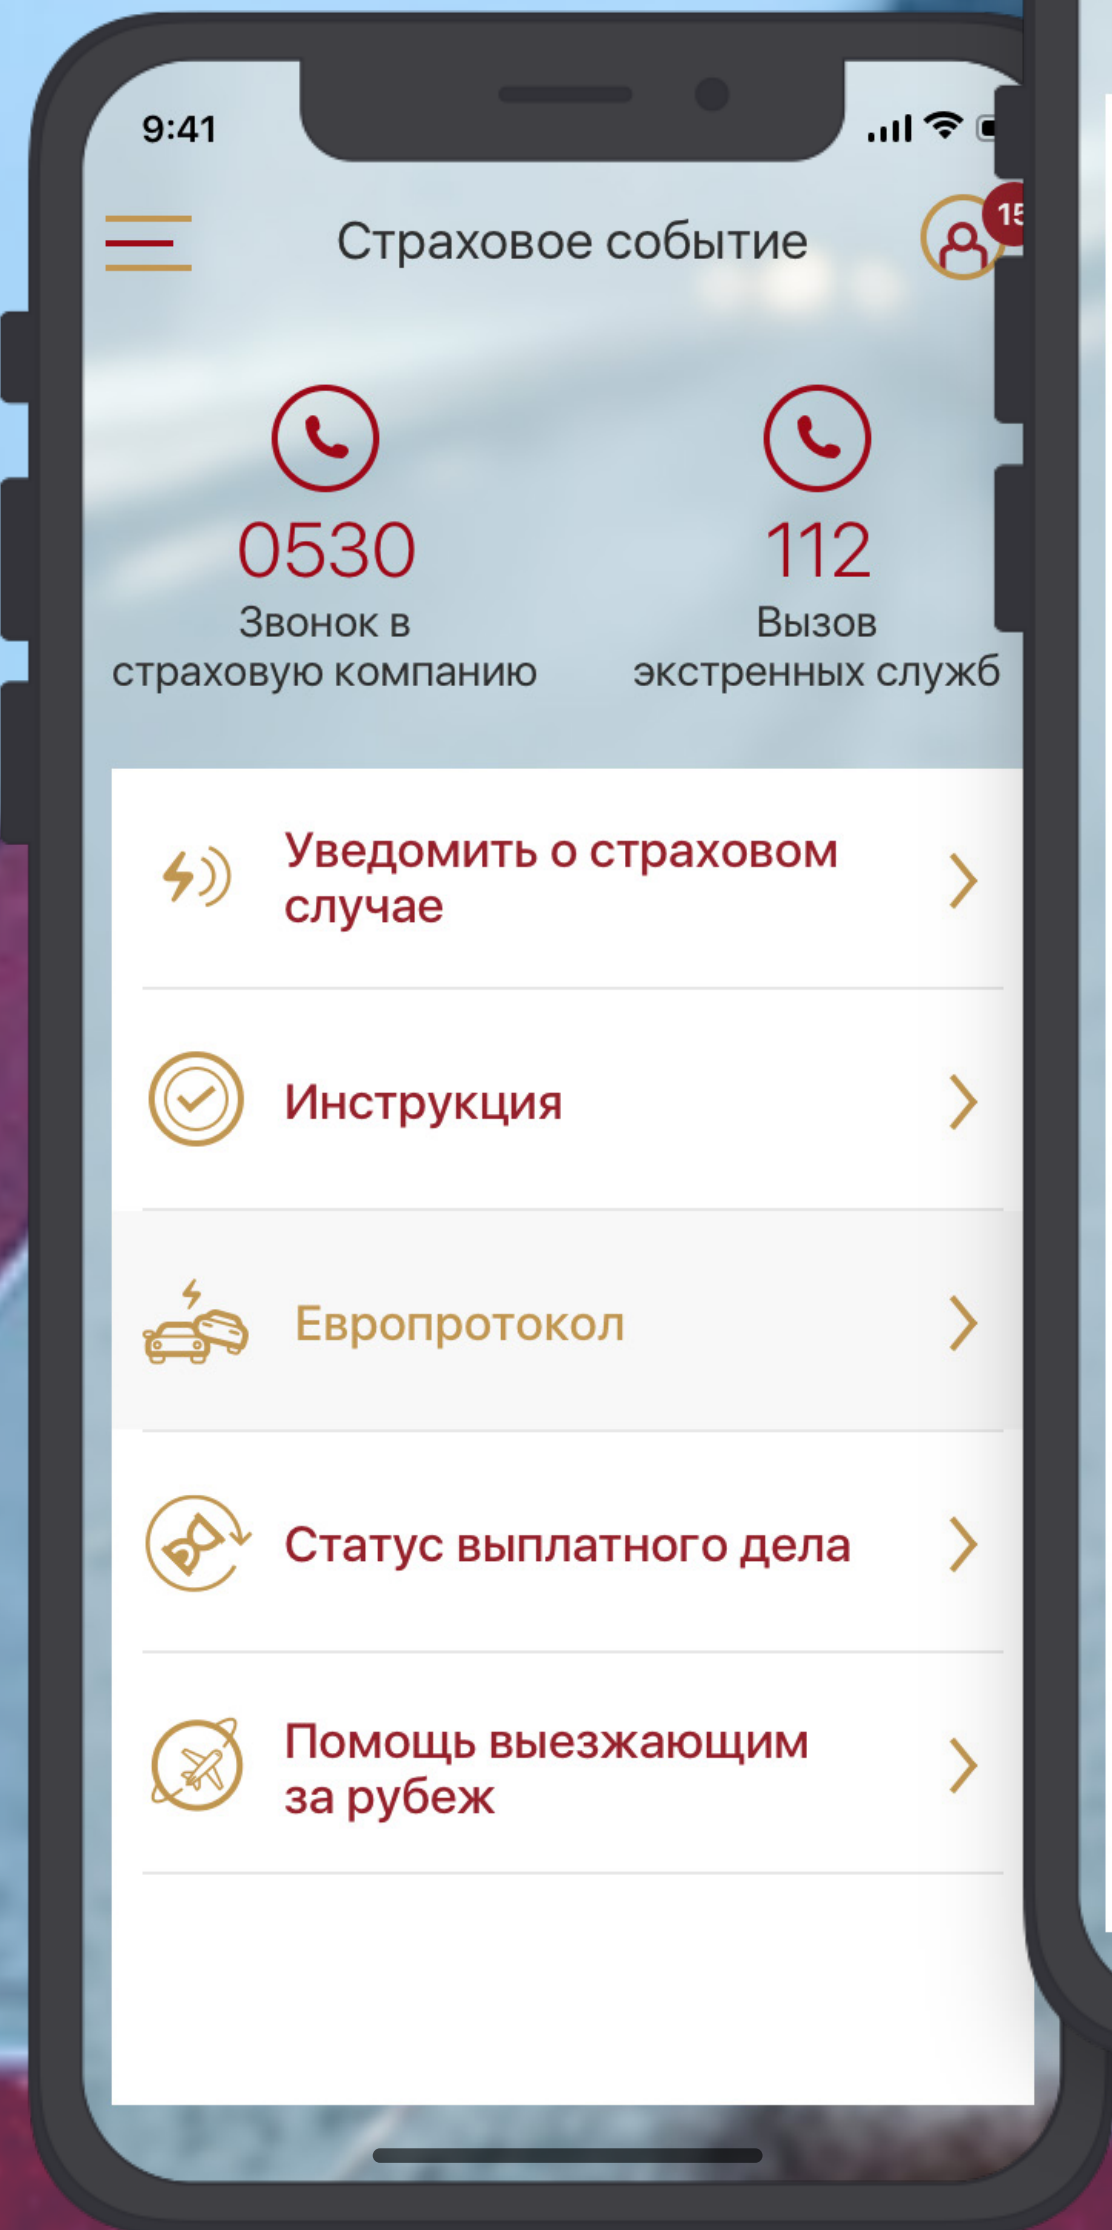 9:41
Страховое событие
15
0530
112
Звонок в
страховую компанию
Вызов
экстренных служб
Уведомить о страховом
случае
Инструкция
Европротокол
Статус выплатного дела
Помощь выезжающим
за рубеж